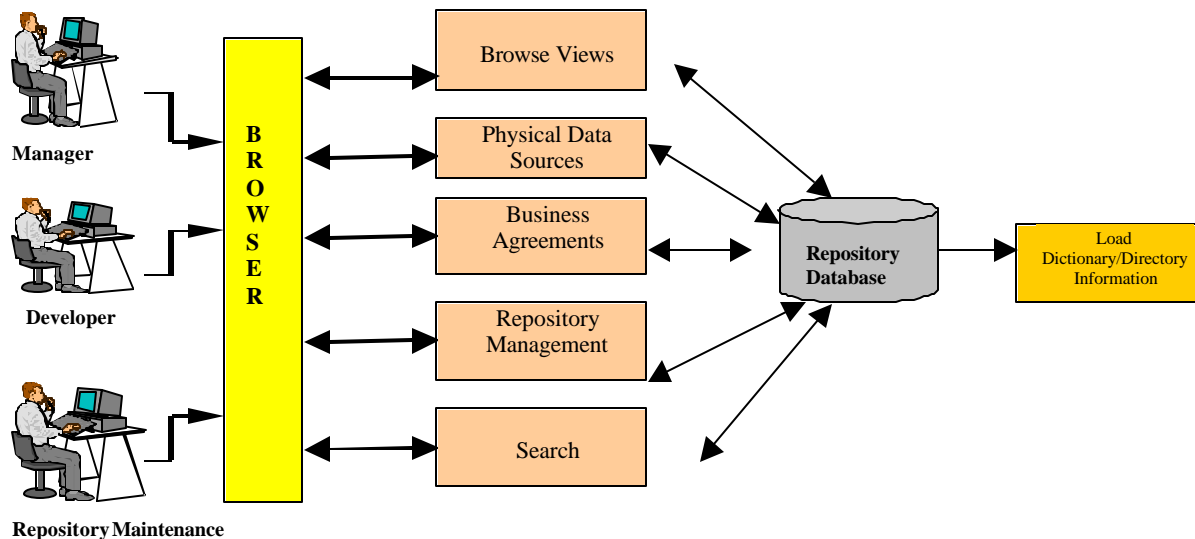 Manager
Developer
Repository Maintenance
B
R
O
W
S
E
R
Browse Views
Physical Data
Sources
Business
Agreements
Repository
Management
Search
Repository
Database
Load
Dictionary/Directory
Information